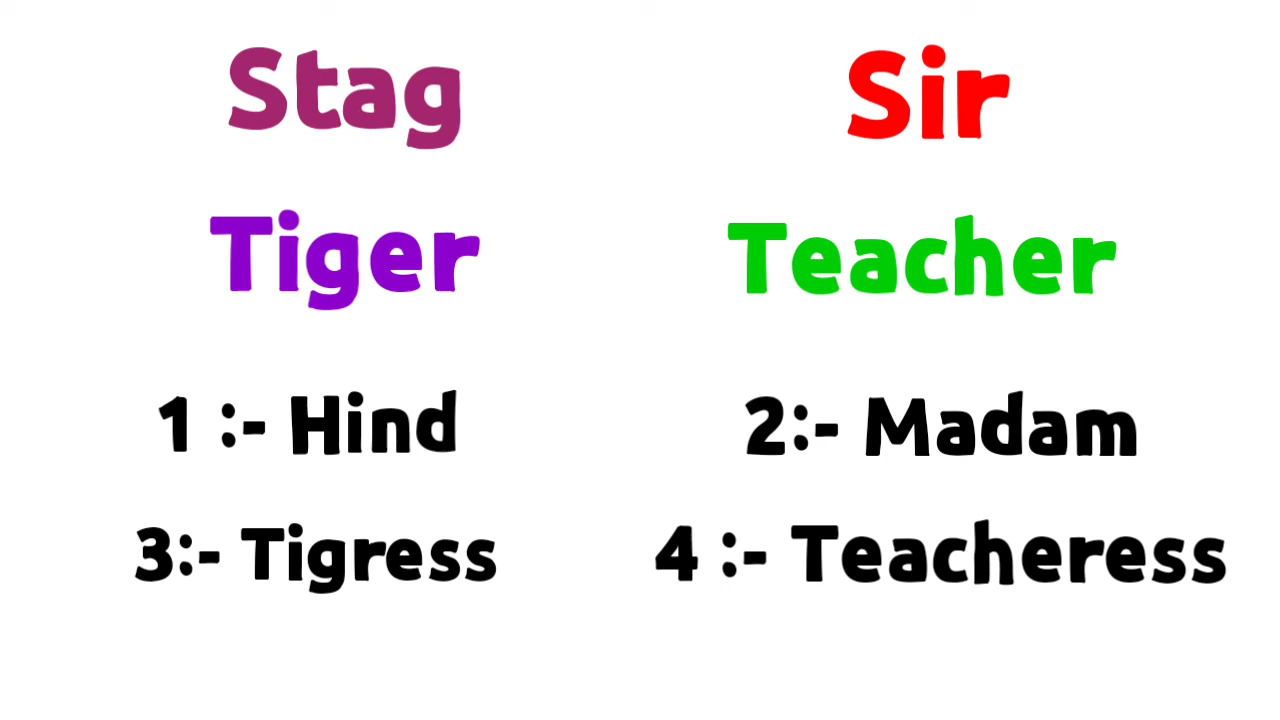 Stag Sir
Tiger Teacher
1 :- Hind 2:- Madam
3:- Tigress 4 :- Teacheress